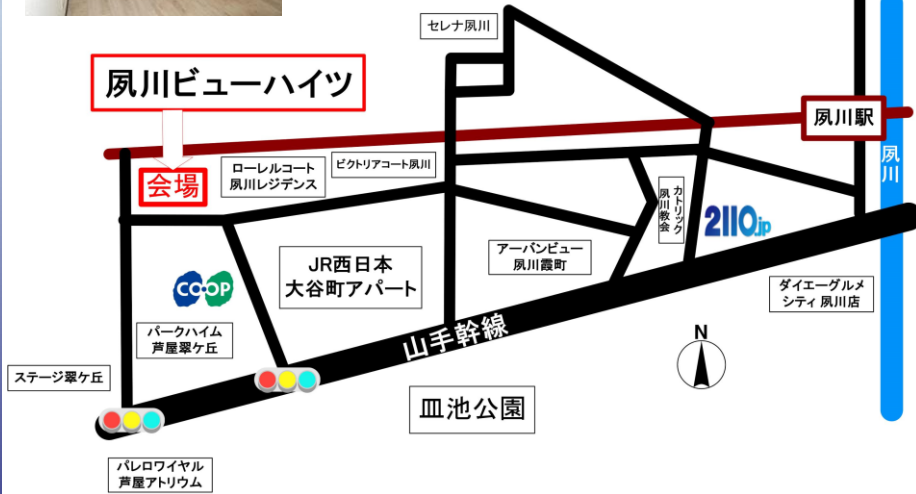 セレナ夙川
夙川ビューハイツ
夙川駅
会場
ローレルコート
夙川レジデンス
ビクトリアコート夙川
夙川
カトリック
夙川教会
2110.jp
JR西日本
大谷町アパート
アーバンビュー
夙川霞町
CO・OP
ダイエーグルメ
シティ 夙川店
パークハイム
芦屋翠ケ丘
山手幹線
N
ステージ翠ケ丘
皿池公園
パレロワイヤル
芦屋アトリウム